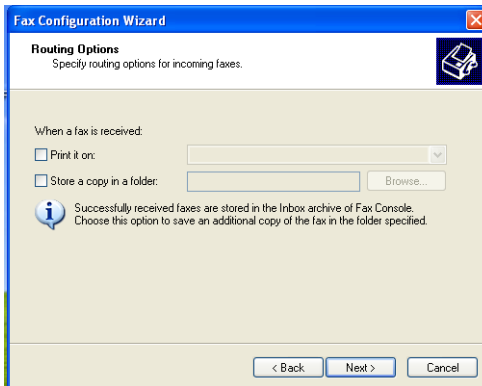 Fax Configuration Wizard
Routing Options
Specify routing options for incoming faxes.
When a fax is received:
Print it on:
Store a copy in a folder:
Browse...
Successfully received faxes are stored in the Inbox archive of Fax Console.
Choose this option to save an additional copy of the fax in the folder specified.
< Back
Next >
Cancel